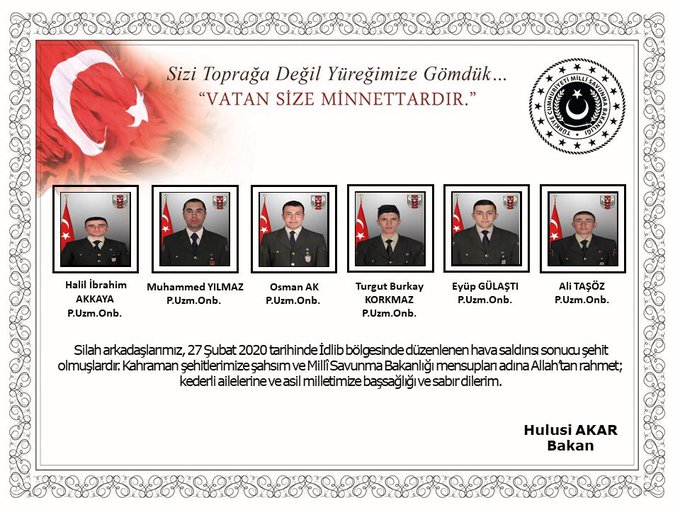 Sizi Toprağa Değil Yüreğimize Gömdük...
“VATAN SİZE MİNNETTARDIR.”
TÜRKİYE CUMHURİYETİ MİLLÎ SAVUNMA BAKANLIĞI
Halil İbrahim
AKKAYA
P.Uzm.Onb.
Muhammed YILMAZ
P.Uzm.Onb.
Osman AK
P.Uzm.Onb.
Turgut Burkay
KORKMAZ
P.Uzm.Onb.
Eyüp GÜLAŞTI
P.Uzm.Onb.
Ali TAŞÖZ
P.Uzm.Onb.
Silah arkadaşlarımız, 27 Şubat 2020 tarihinde İdlib bölgesinde düzenlenen hava saldırısı sonucu şehit
olmuşlardır. Kahraman şehitlerimize şahsım ve Millî Savunma Bakanlığı mensupları adına Allah’tan rahmet;
kederli ailelerine ve asil milletimize başsağlığı ve sabır dilerim.
Hulusi AKAR
Bakan